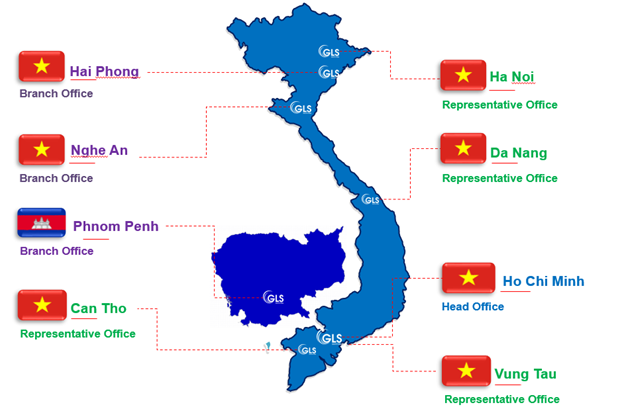 Hai Phong
Branch Office
Nghe An
Branch Office
Phnom Penh
Branch Office
Can Tho
Representative Office
GLS
GLS
GLS
GLS
GLS
GLS
GLS
Ha Noi
Representative Office
Da Nang
Representative Office
Ho Chi Minh
Head Office
Vung Tau
Representative Office